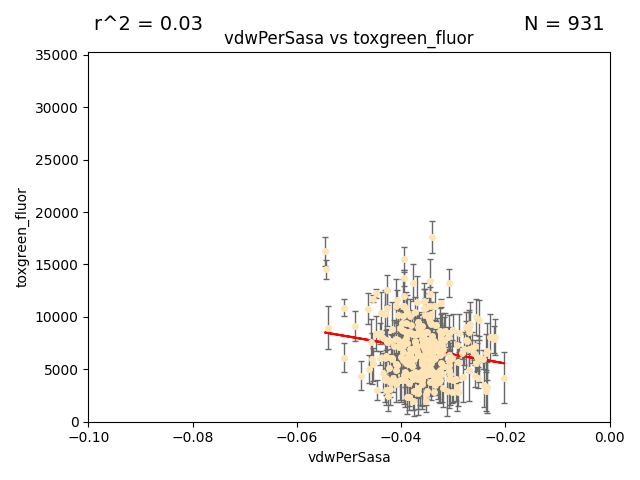 r^2 = 0.03
N = 931
vdwPerSasa vs toxgreen_fluor
35000
30000
25000
20000
15000
10000
5000
0
toxgreen_fluor
−0.10
−0.08
−0.06
−0.04
−0.02
0.00
vdwPerSasa